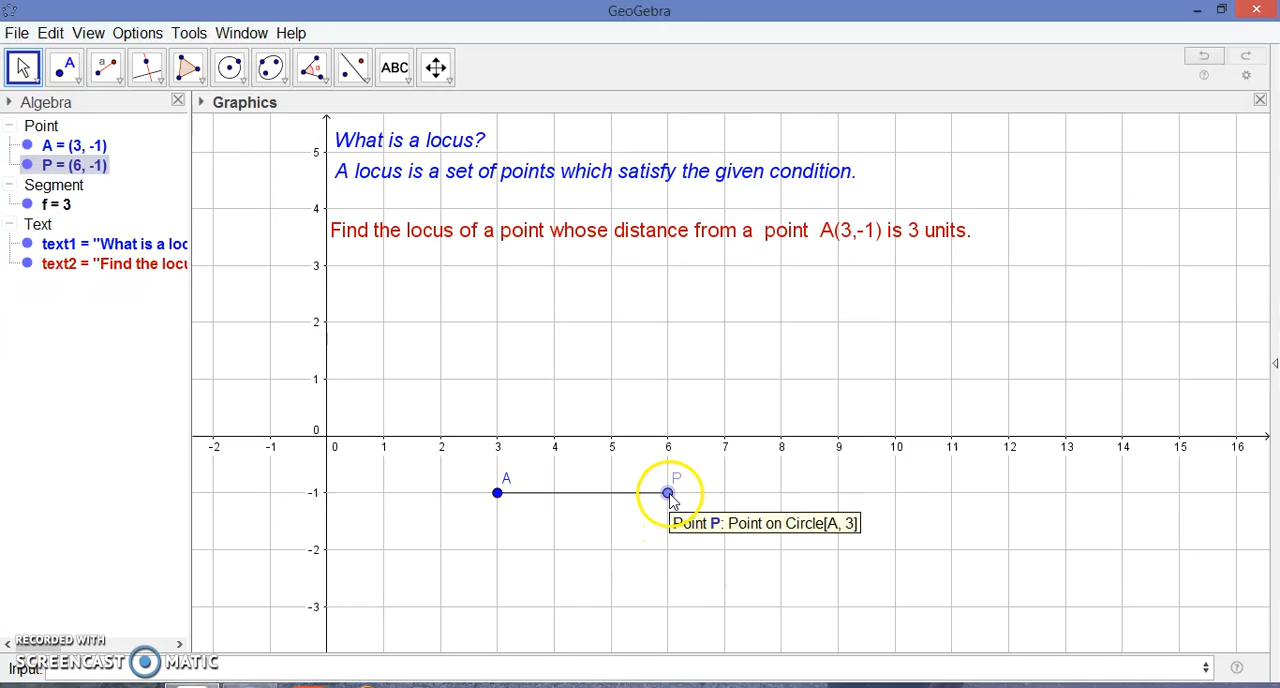 GeoGebra
File Edit View Options Tools Window Help
a=2 ABC
Algebra
Graphics
Point
A = (3, -1)
P = (6, -1)
Segment
f = 3
Text
text1 = "What is a loc
text2 = "Find the locu
What is a locus?
A locus is a set of points which satisfy the given condition.
Find the locus of a point whose distance from a point A(3,-1) is 3 units.
5
4
3
2
1
0
-2 -1 0 1 2 3 4 5 6 7 8 9 10 11 12 13 14 15 16
A
P
-1
Point P: Point on Circle[A, 3]
-2
-3
RECORDED WITH
SCREENCAST MATIC
Input: